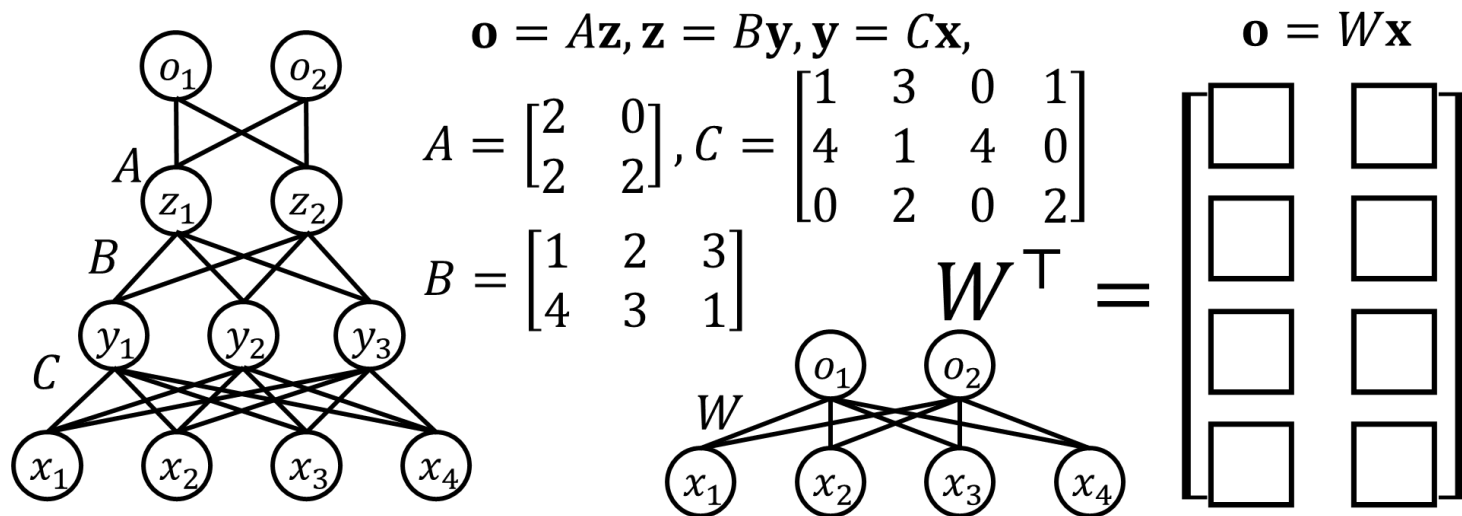 o₁ o₂
A
z₁ z₂
B
y₁ y₂ y₃
C
x₁ x₂ x₃ x₄
𝐨 = A𝐳, 𝐳 = B𝐲, 𝐲 = C𝐱,
A = [2 0; 2 2], C = [1 3 0 1; 4 1 4 0; 0 2 0 2]
B = [1 2 3; 4 3 1]
o₁ o₂
W
x₁ x₂ x₃ x₄
𝐨 = W𝐱
W⊤ =